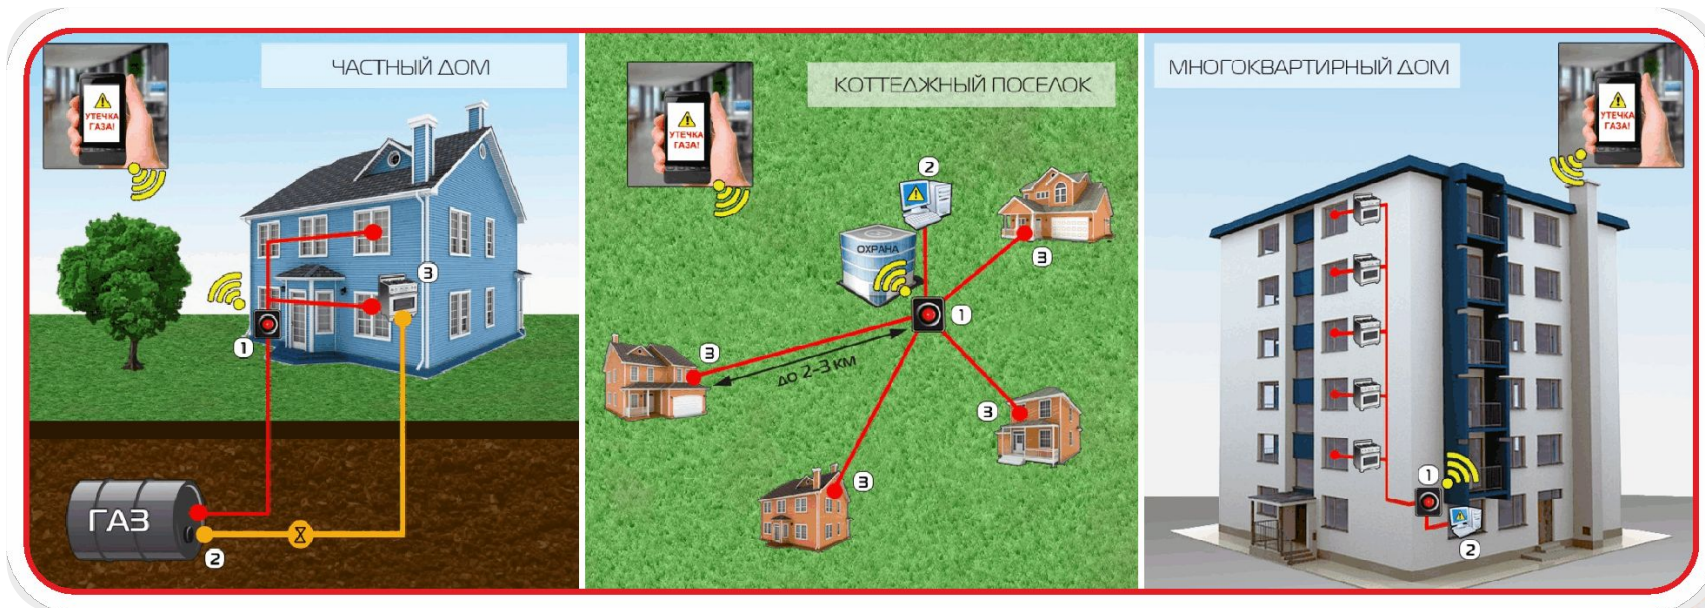 ЧАСТНЫЙ ДОМ
УТЕЧКА
ГАЗА!
3
1
ГАЗ
2
КОТТЕДЖНЫЙ ПОСЕЛОК
УТЕЧКА
ГАЗА!
2
ОХРАНА
3
1
3
ДО 2-3 КМ
3
3
МНОГОКВАРТИРНЫЙ ДОМ
УТЕЧКА
ГАЗА!
1
2